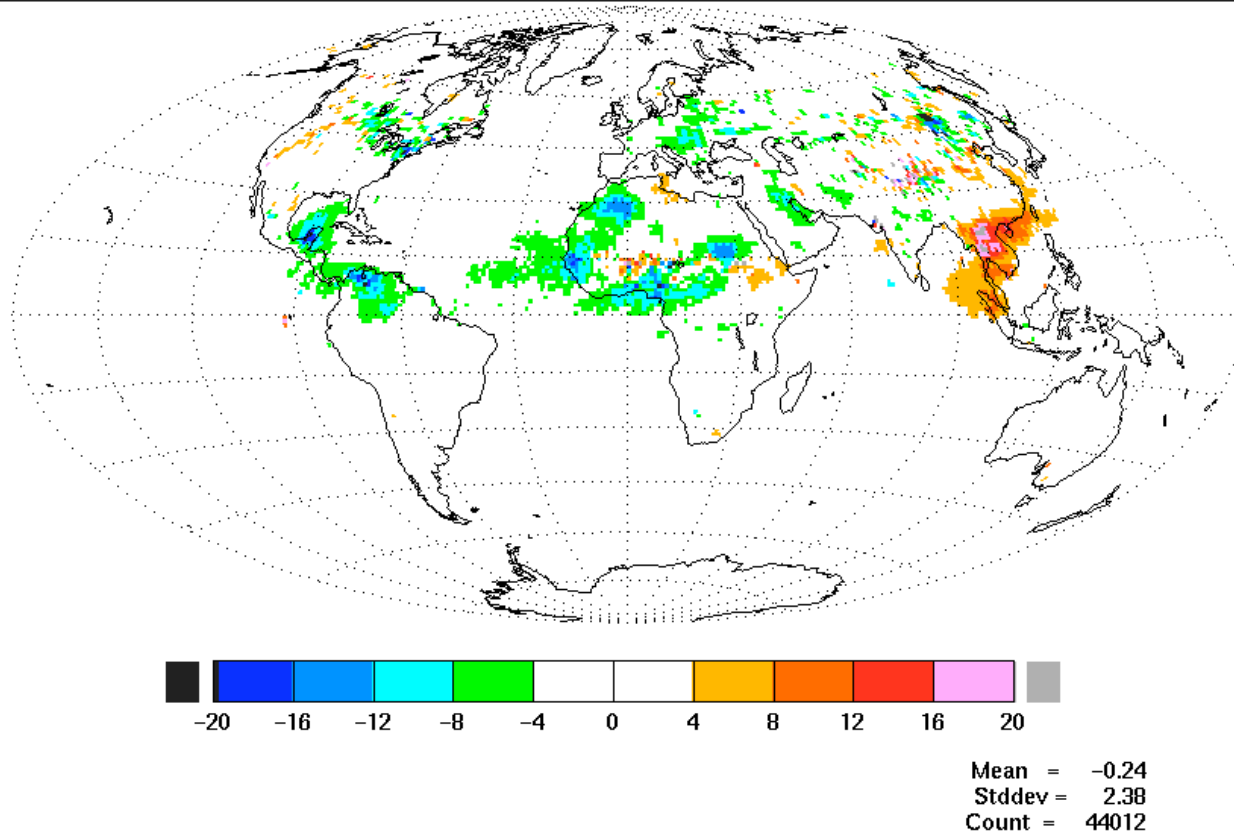 −20 −16 −12 −8 −4 0 4 8 12 16 20
Mean = −0.24
Stddev = 2.38
Count = 44012